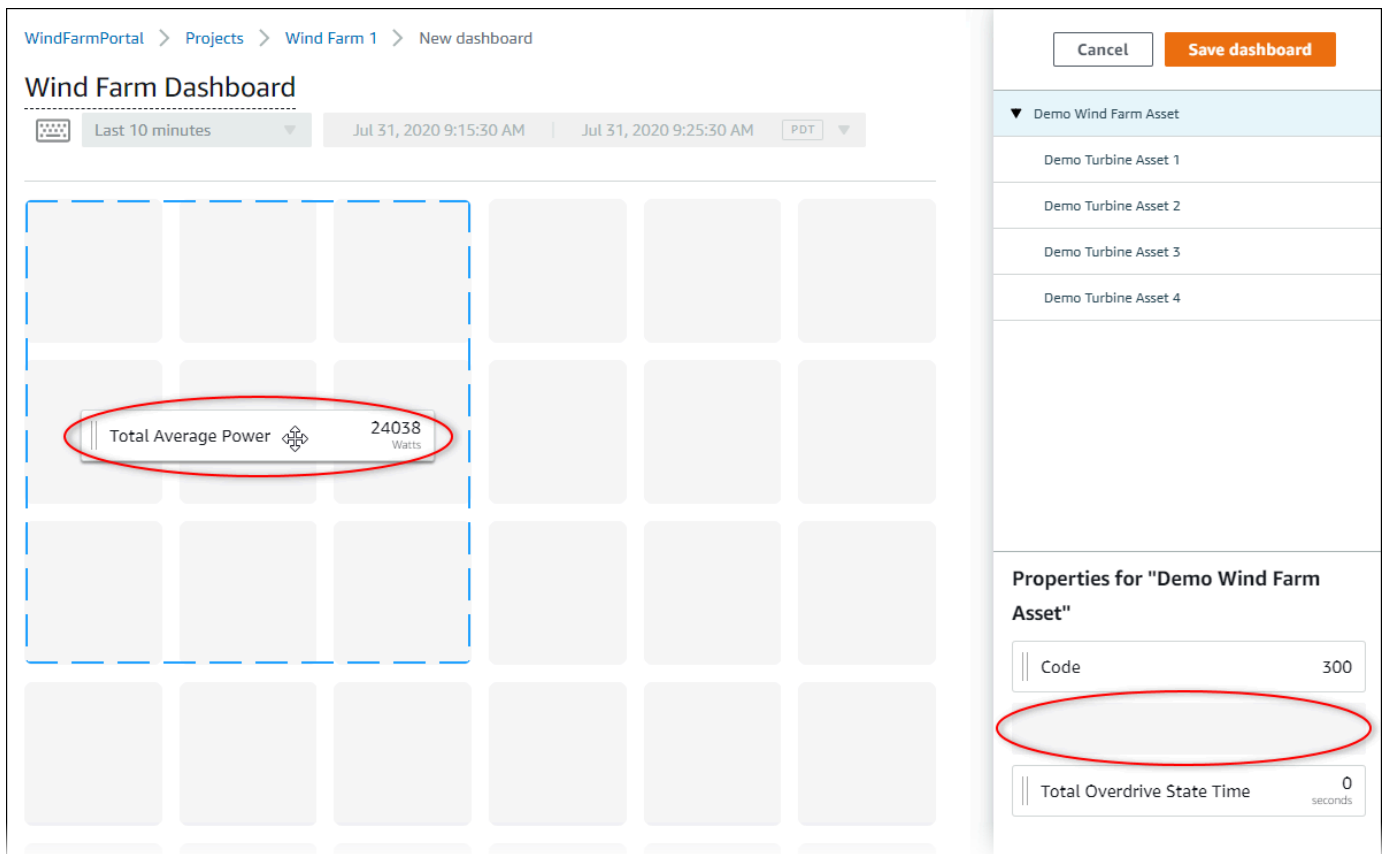 WindFarmPortal > Projects > Wind Farm 1 > New dashboard
Wind Farm Dashboard
Last 10 minutes Jul 31, 2020 9:15:30 AM Jul 31, 2020 9:25:30 AM PDT
Total Average Power 24038
Watts
Cancel Save dashboard
Demo Wind Farm Asset
Demo Turbine Asset 1
Demo Turbine Asset 2
Demo Turbine Asset 3
Demo Turbine Asset 4
Properties for "Demo Wind Farm
Asset"
Code 300
Total Overdrive State Time 0
seconds